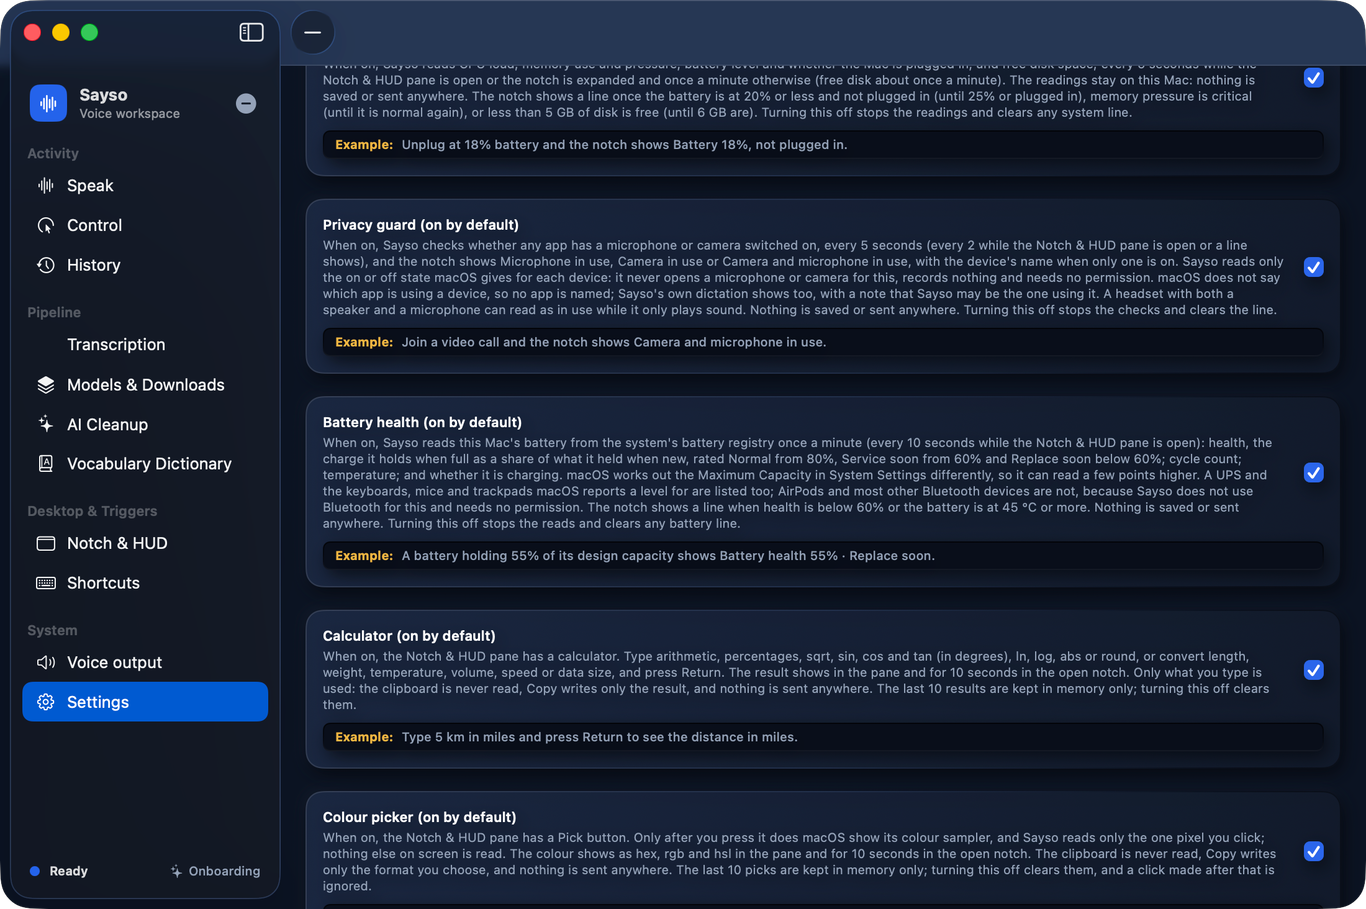 Sayso
Voice workspace
Activity
Speak
Control
History
Pipeline
Transcription
Models & Downloads
AI Cleanup
Vocabulary Dictionary
Desktop & Triggers
Notch & HUD
Shortcuts
System
Voice output
Settings
Ready
Onboarding
Notch & HUD pane is open or the notch is expanded and once a minute otherwise (free disk about once a minute). The readings stay on this Mac: nothing is
saved or sent anywhere. The notch shows a line once the battery is at 20% or less and not plugged in (until 25% or plugged in), memory pressure is critical
(until it is normal again), or less than 5 GB of disk is free (until 6 GB are). Turning this off stops the readings and clears any system line.
Example: Unplug at 18% battery and the notch shows Battery 18%, not plugged in.
Privacy guard (on by default)
When on, Sayso checks whether any app has a microphone or camera switched on, every 5 seconds (every 2 while the Notch & HUD pane is open or a line
shows), and the notch shows Microphone in use, Camera in use or Camera and microphone in use, with the device's name when only one is on. Sayso reads only
the on or off state macOS gives for each device: it never opens a microphone or camera for this, records nothing and needs no permission. macOS does not say
which app is using a device, so no app is named; Sayso's own dictation shows too, with a note that Sayso may be the one using it. A headset with both a
speaker and a microphone can read as in use while it only plays sound. Nothing is saved or sent anywhere. Turning this off stops the checks and clears the line.
Example: Join a video call and the notch shows Camera and microphone in use.
Battery health (on by default)
When on, Sayso reads this Mac's battery from the system's battery registry once a minute (every 10 seconds while the Notch & HUD pane is open): health, the
charge it holds when full as a share of what it held when new, rated Normal from 80%, Service soon from 60% and Replace soon below 60%; cycle count;
temperature; and whether it is charging. macOS works out the Maximum Capacity in System Settings differently, so it can read a few points higher. A UPS and
the keyboards, mice and trackpads macOS reports a level for are listed too; AirPods and most other Bluetooth devices are not, because Sayso does not use
Bluetooth for this and needs no permission. The notch shows a line when health is below 60% or the battery is at 45 °C or more. Nothing is saved or sent
anywhere. Turning this off stops the reads and clears any battery line.
Example: A battery holding 55% of its design capacity shows Battery health 55% · Replace soon.
Calculator (on by default)
When on, the Notch & HUD pane has a calculator. Type arithmetic, percentages, sqrt, sin, cos and tan (in degrees), ln, log, abs or round, or convert length,
weight, temperature, volume, speed or data size, and press Return. The result shows in the pane and for 10 seconds in the open notch. Only what you type is
used: the clipboard is never read, Copy writes only the result, and nothing is sent anywhere. The last 10 results are kept in memory only; turning this off clears
them.
Example: Type 5 km in miles and press Return to see the distance in miles.
Colour picker (on by default)
When on, the Notch & HUD pane has a Pick button. Only after you press it does macOS show its colour sampler, and Sayso reads only the one pixel you click;
nothing else on screen is read. The colour shows as hex, rgb and hsl in the pane and for 10 seconds in the open notch. The clipboard is never read, Copy writes
only the format you choose, and nothing is sent anywhere. The last 10 picks are kept in memory only; turning this off clears them, and a click made after that is
ignored.